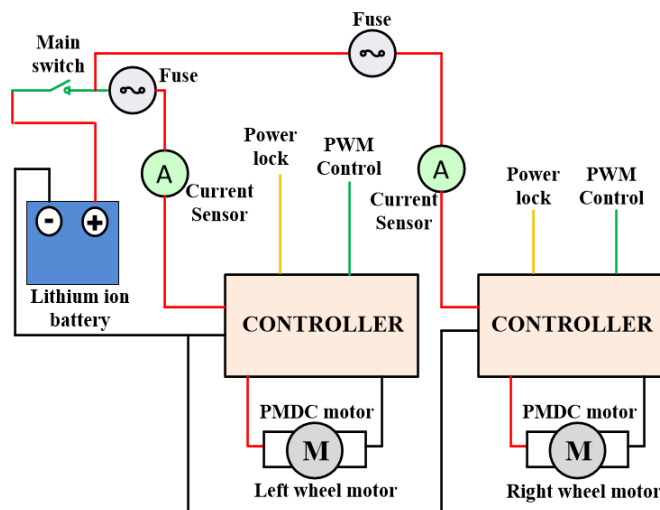 Fuse
Main
switch
Fuse
A
Current
Sensor
Power
lock
PWM
Control
A
Current
Sensor
Power
lock
PWM
Control
-
+
Lithium ion
battery
CONTROLLER
CONTROLLER
PMDC motor
M
Left wheel motor
PMDC motor
M
Right wheel motor